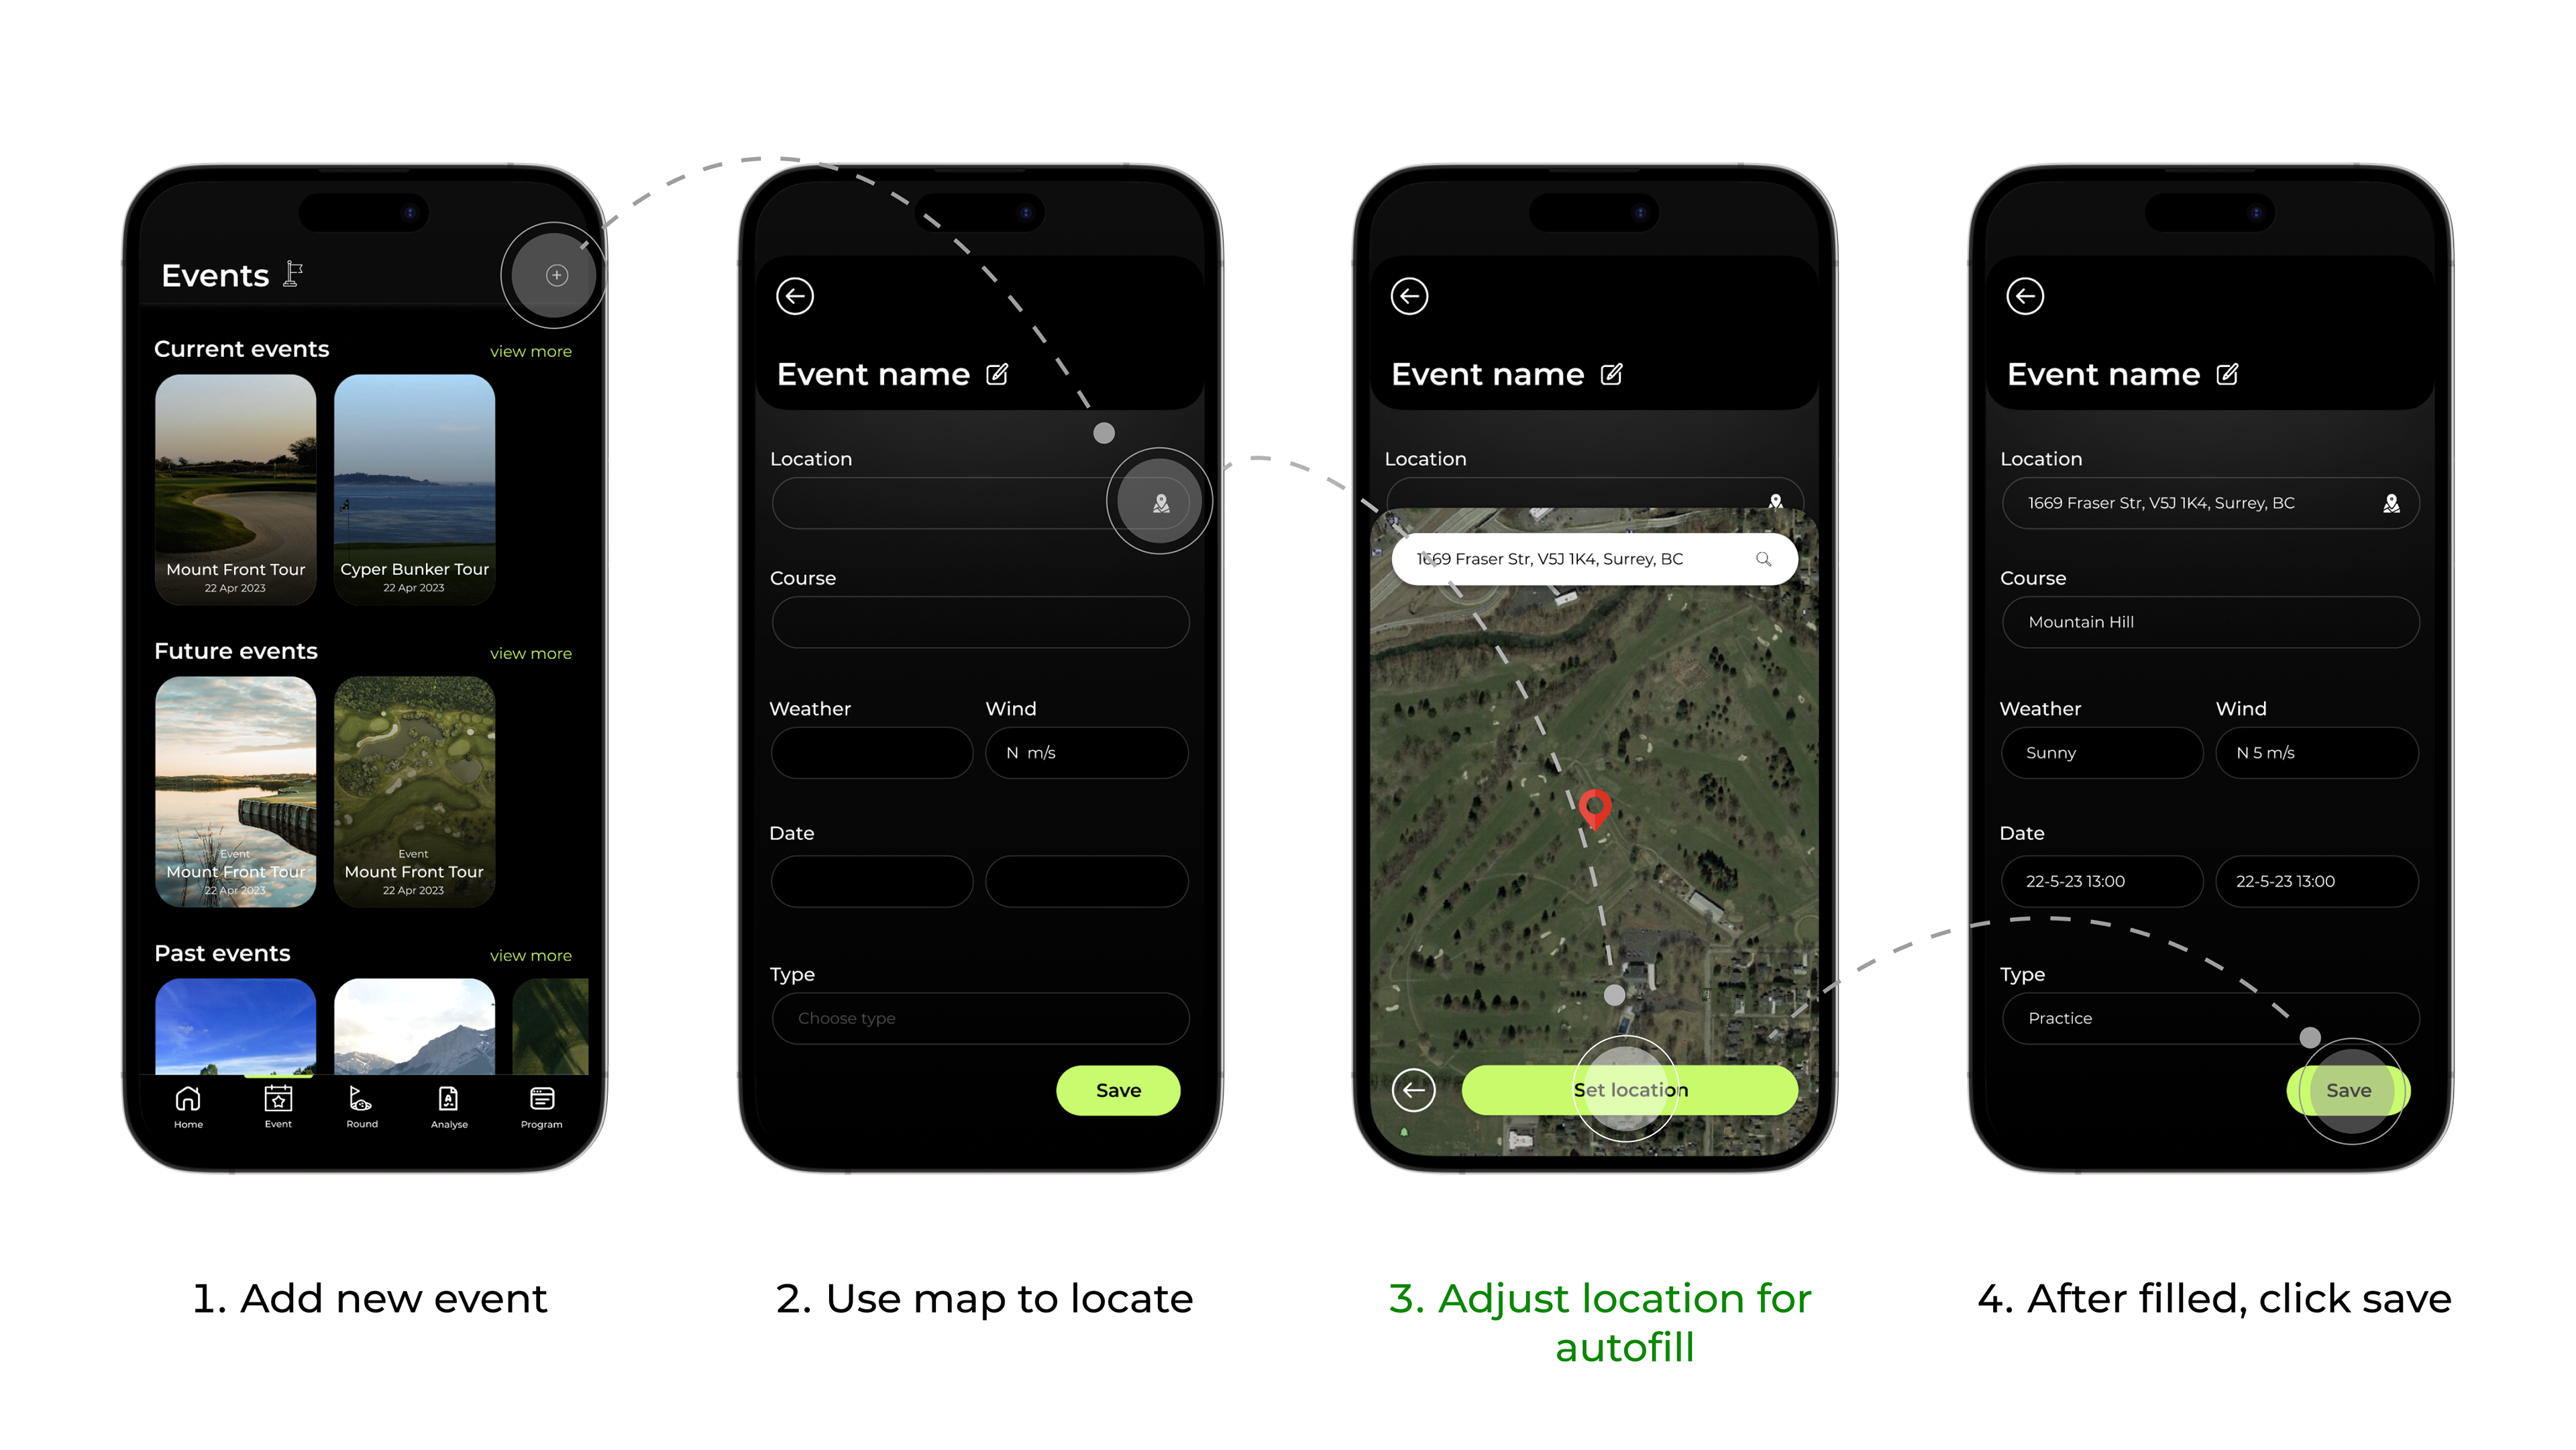 Events
Current events
view more
Mount Front Tour
22 Apr 2023
Cyper Bunker Tour
22 Apr 2023
Future events
view more
Event
Mount Front Tour
22 Apr 2023
Event
Mount Front Tour
22 Apr 2023
Past events
view more
Home
Event
Round
Analyse
Program
1. Add new event
Event name
Location
Course
Weather
Wind
N m/s
Date
Type
Choose type
Save
2. Use map to locate
Event name
Location
1669 Fraser Str, V5J 1K4, Surrey, BC
Set location
3. Adjust location for
autofill
Event name
Location
1669 Fraser Str, V5J 1K4, Surrey, BC
Course
Mountain Hill
Weather
Wind
Sunny
N 5 m/s
Date
22-5-23 13:00
22-5-23 13:00
Type
Practice
Save
4. After filled, click save